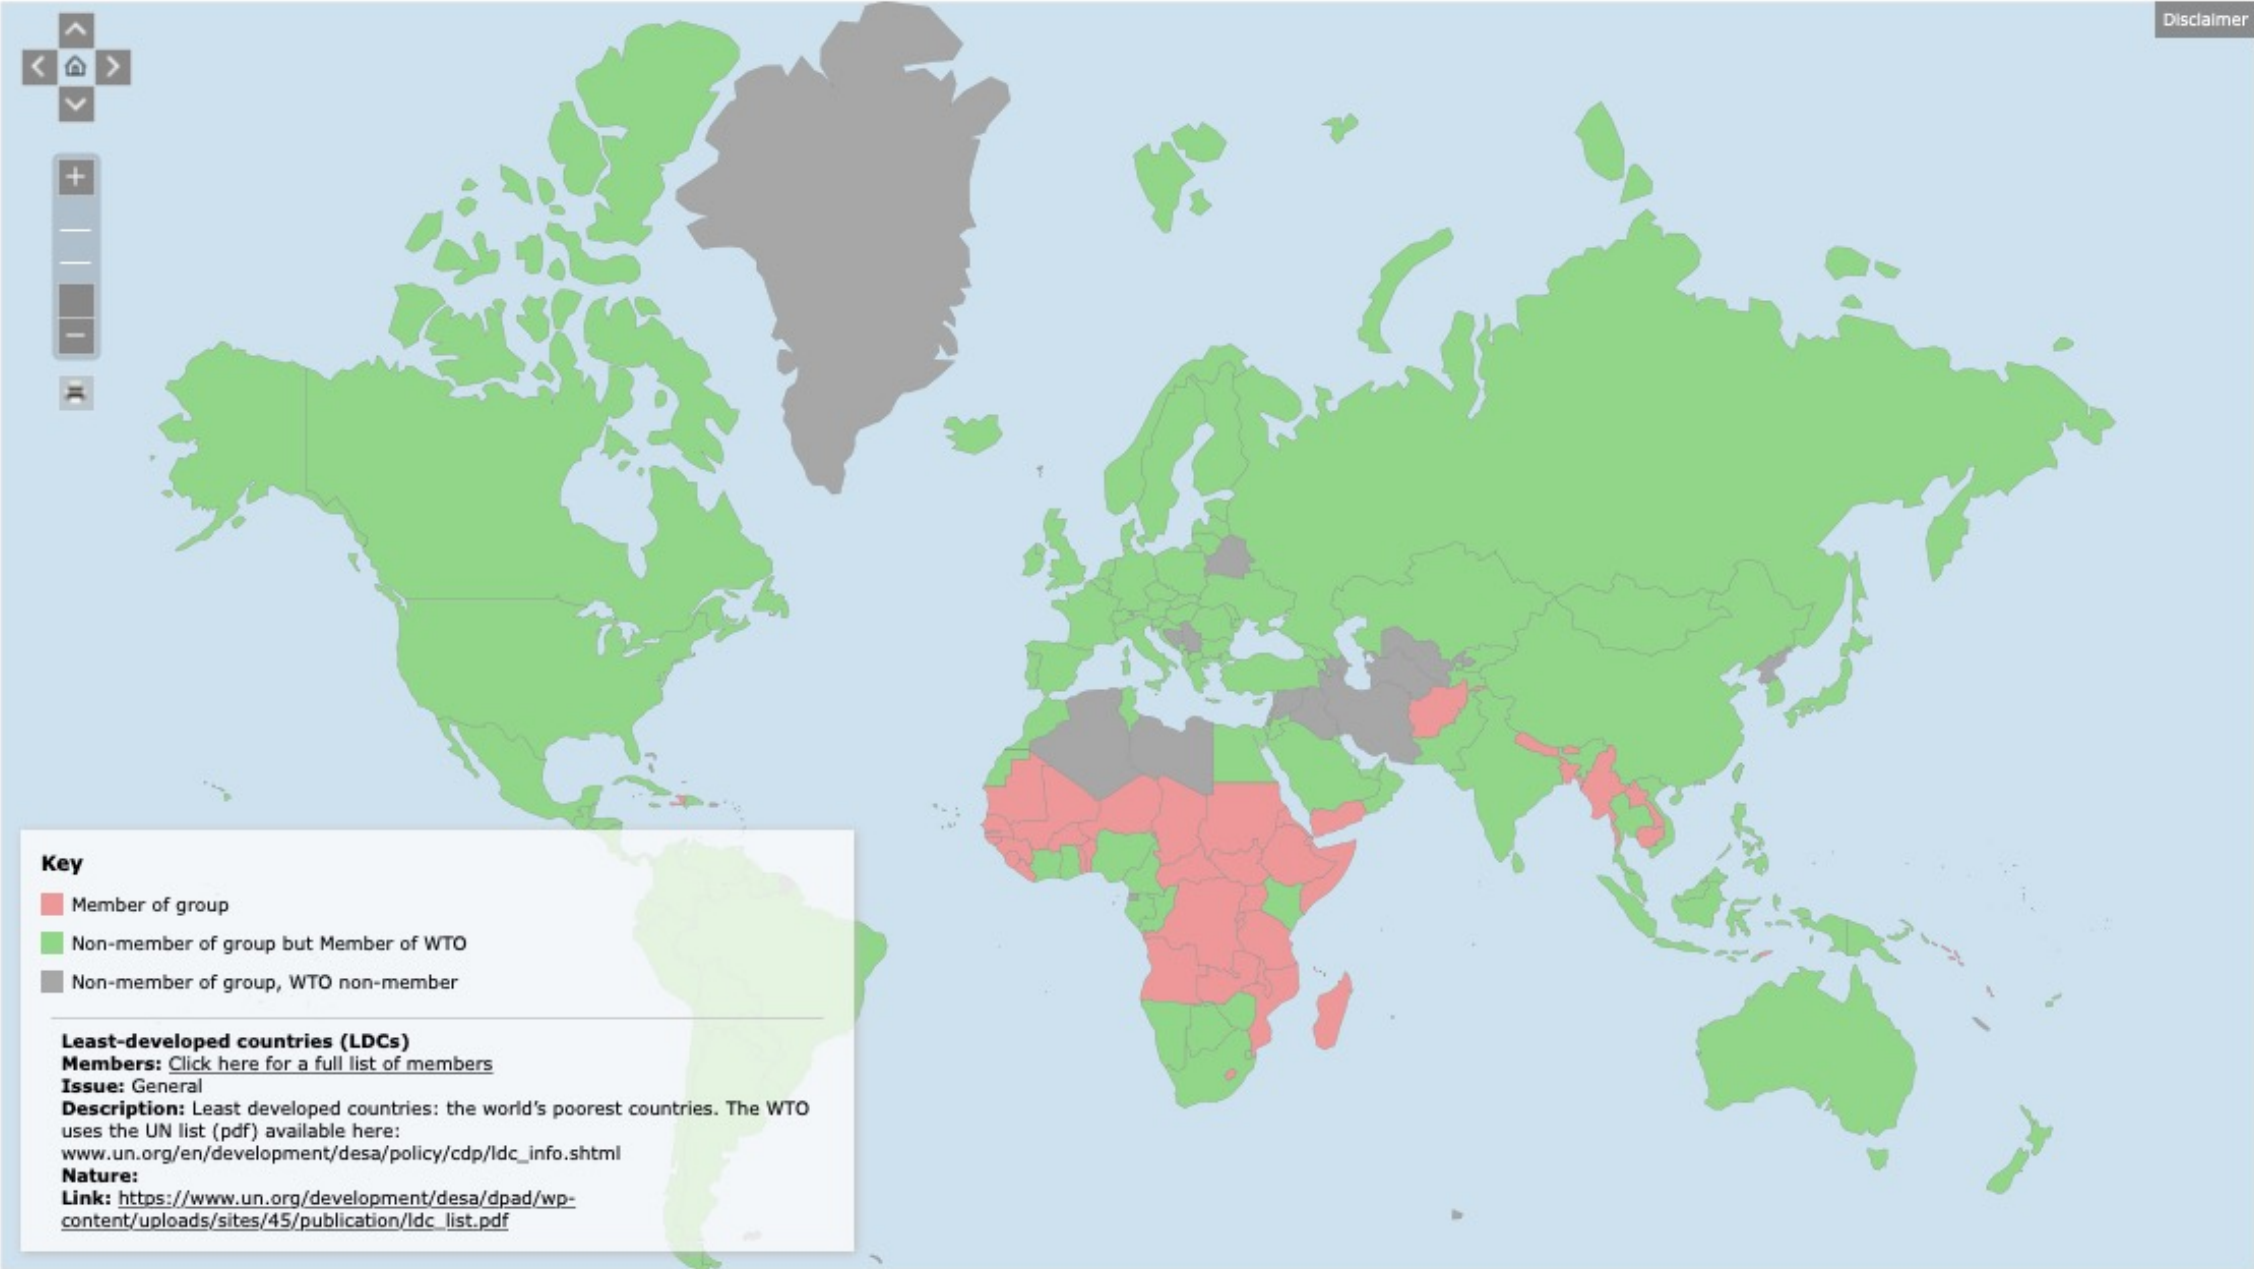 Disclaimer
Key
Member of group
Non-member of group but Member of WTO
Non-member of group, WTO non-member
Least-developed countries (LDCs)
Members: Click here for a full list of members
Issue: General
Description: Least developed countries: the world's poorest countries. The WTO
uses the UN list (pdf) available here:
www.un.org/en/development/desa/policy/cdp/ldc_info.shtml
Nature:
Link: https://www.un.org/development/desa/dpad/wp-
content/uploads/sites/45/publication/ldc_list.pdf